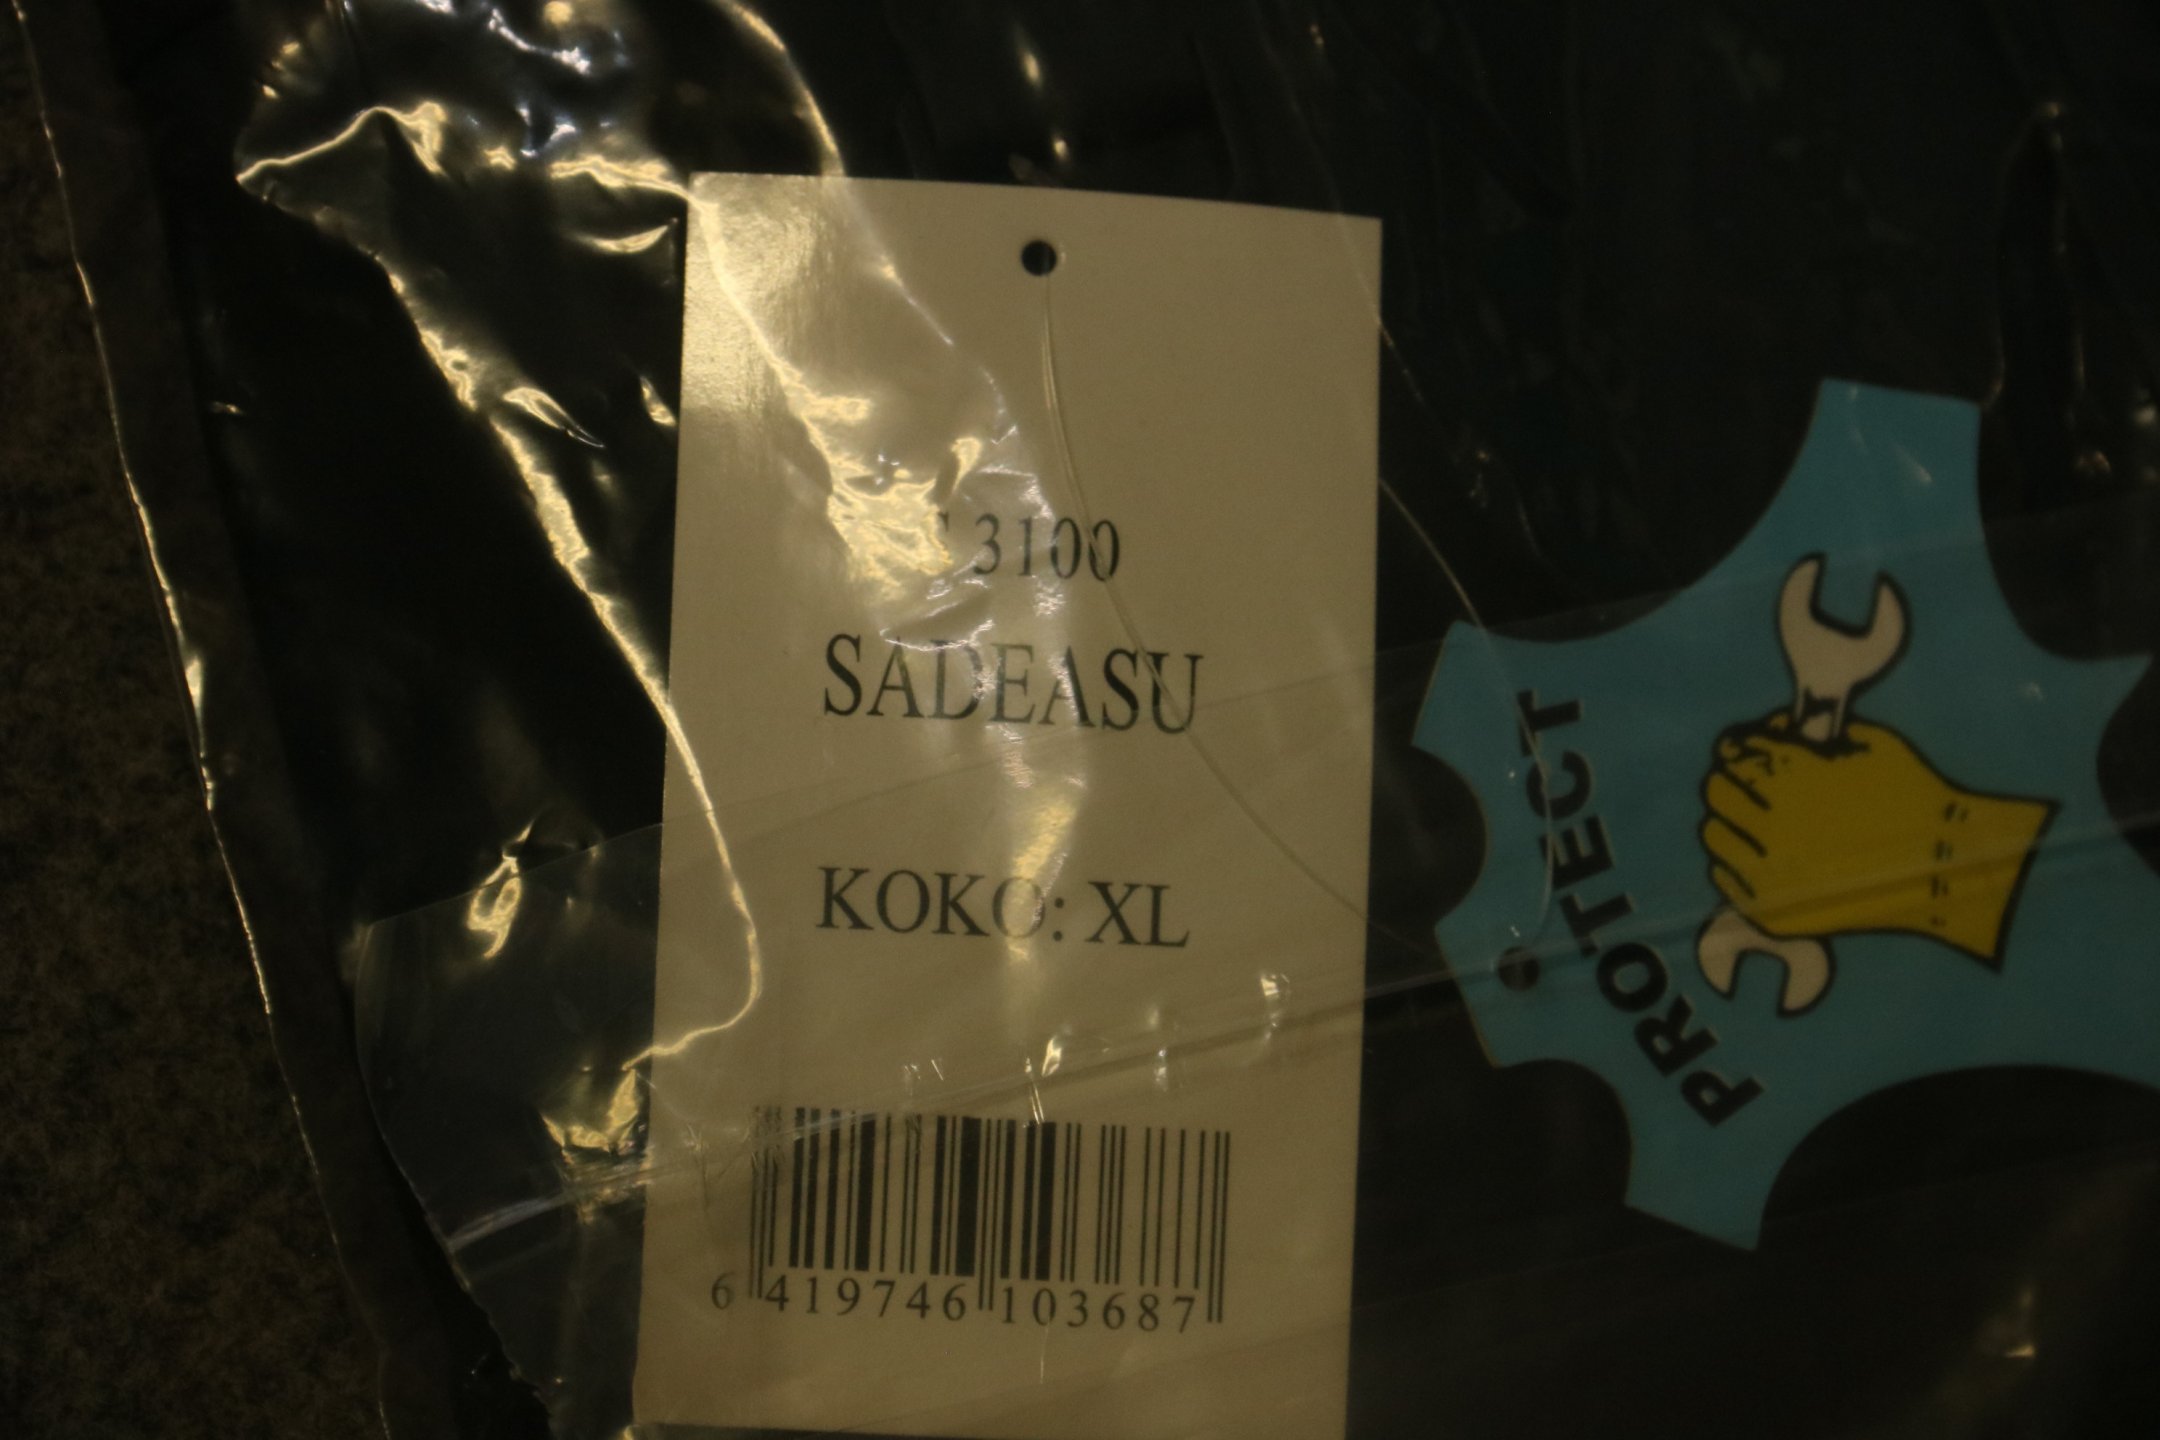 3100
SADEASU
KOKO: XL
6 419746 103687
PROTECT